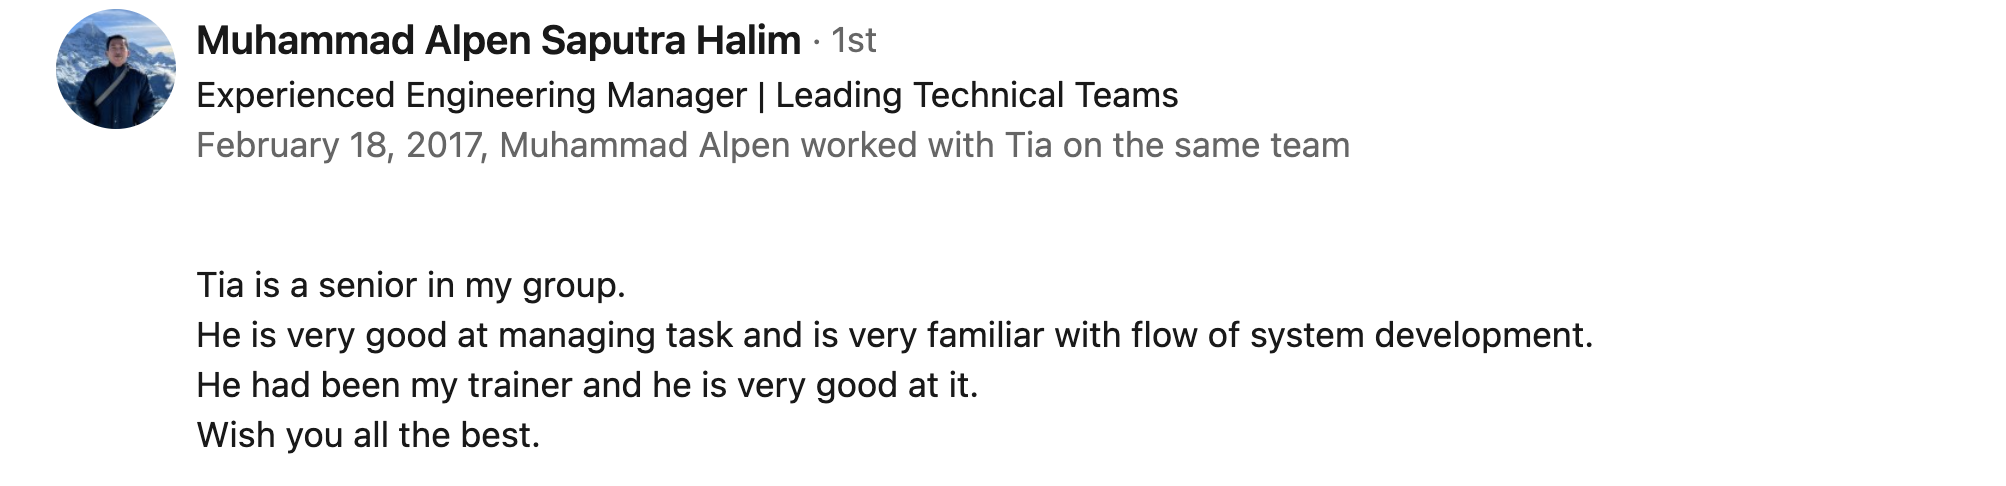 Muhammad Alpen Saputra Halim · 1st
Experienced Engineering Manager | Leading Technical Teams
February 18, 2017, Muhammad Alpen worked with Tia on the same team
Tia is a senior in my group.
He is very good at managing task and is very familiar with flow of system development.
He had been my trainer and he is very good at it.
Wish you all the best.